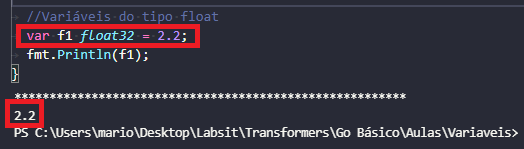 //Variáveis do tipo float
var f1 float32 = 2.2;
fmt.Println(f1);
}
********************************************************
2.2
PS C:\Users\mario\Desktop\Labsit\Transformers\Go Básico\Aulas\Variaveis>